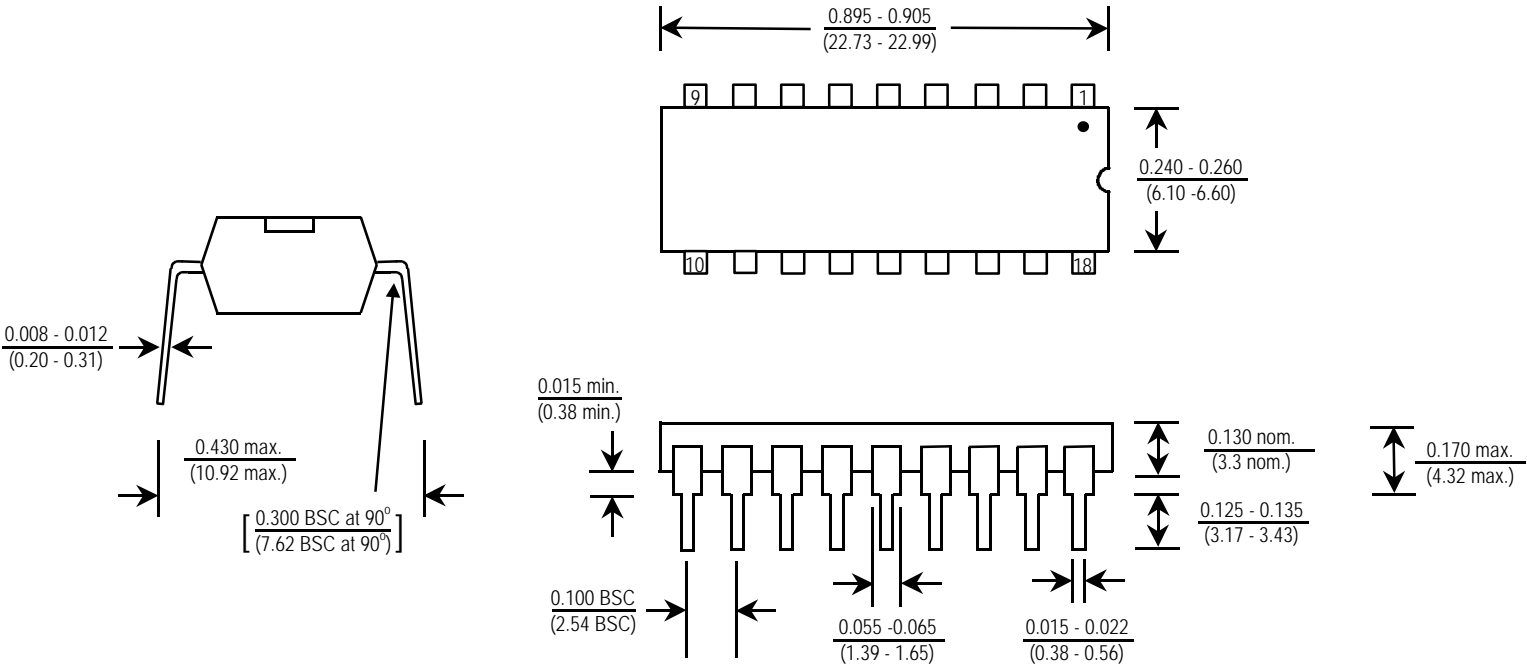 0.895 - 0.905
(22.73 - 22.99)
9
1
0.240 - 0.260
(6.10 -6.60)
10
18
0.008 - 0.012
(0.20 - 0.31)
0.430 max.
(10.92 max.)
[0.300 BSC at 90°
(7.62 BSC at 90°)]
0.015 min.
(0.38 min.)
0.130 nom.
(3.3 nom.)
0.170 max.
(4.32 max.)
0.125 - 0.135
(3.17 - 3.43)
0.100 BSC
(2.54 BSC)
0.055 -0.065
(1.39 - 1.65)
0.015 - 0.022
(0.38 - 0.56)